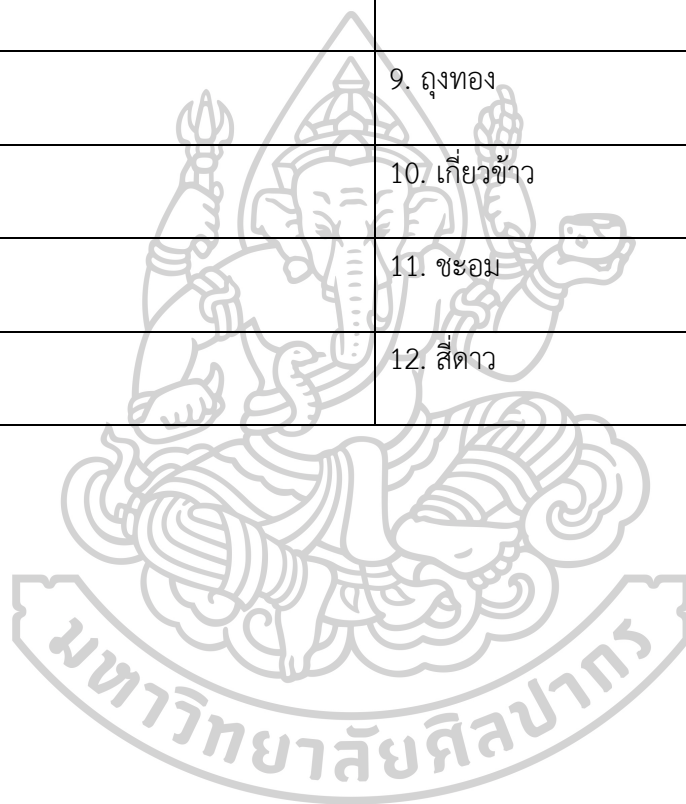 9. ถุงทอง
10. เกี่ยวข้าว
11. ชะอม
12. สี่ดาว
มหาวิทยาลัยศิลปากร